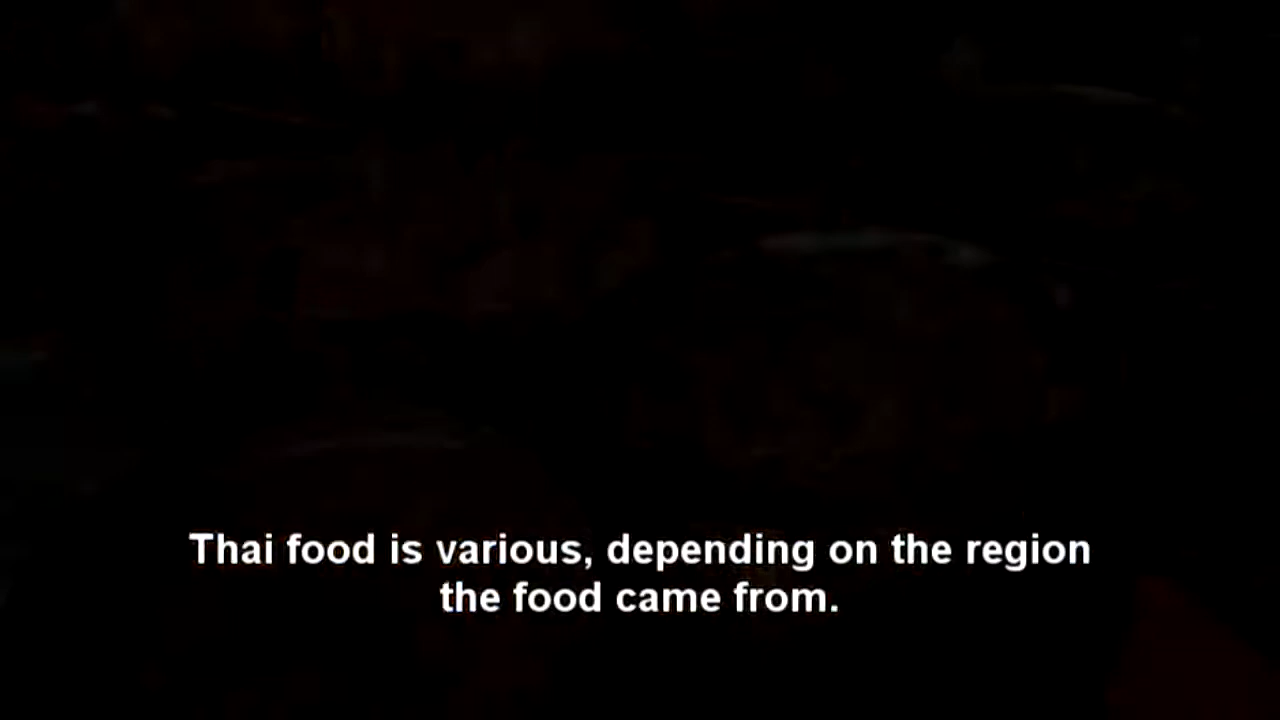 Thai food is various, depending on the region
the food came from.